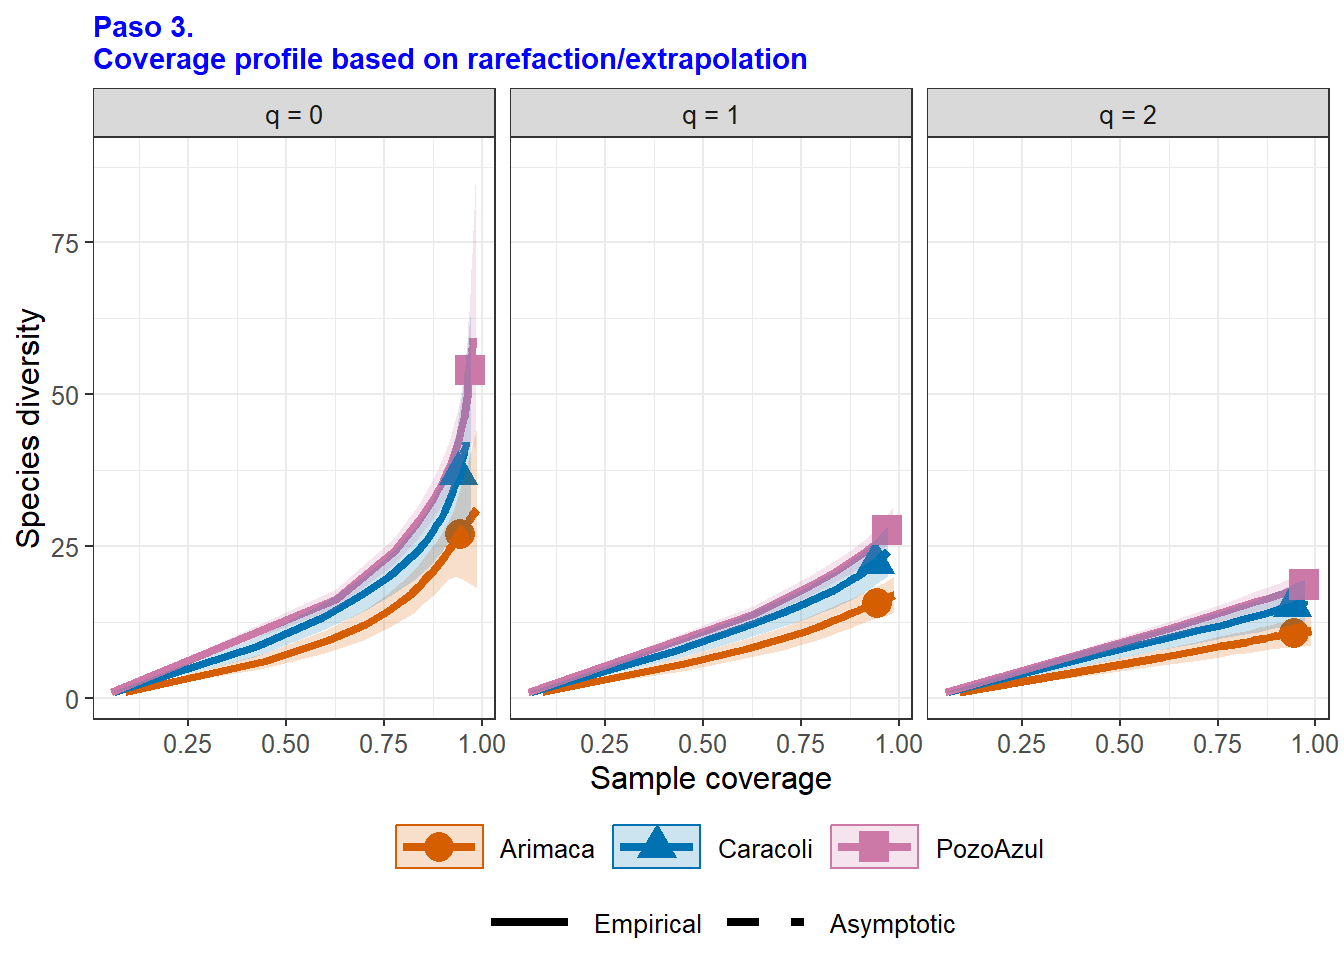 Paso 3.
Coverage profile based on rarefaction/extrapolation
q = 0
q = 1
q = 2
Species diversity
75
50
25
0
0.25 0.50 0.75 1.00
0.25 0.50 0.75 1.00
0.25 0.50 0.75 1.00
Sample coverage
Arimaca Caracoli PozoAzul
Empirical Asymptotic